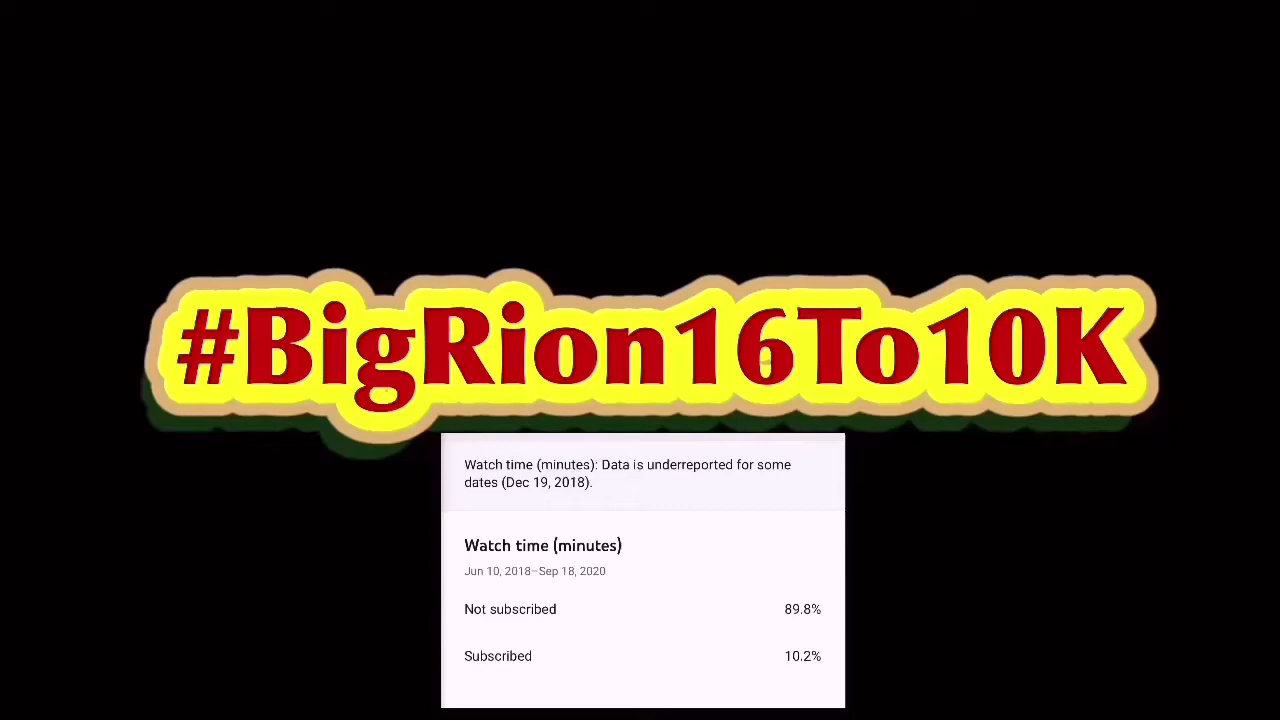 #BigRion16To10K
Watch time (minutes): Data is underreported for some
dates (Dec 19, 2018).
Watch time (minutes)
Jun 10, 2018–Sep 18, 2020
Not subscribed 89.8%
Subscribed 10.2%